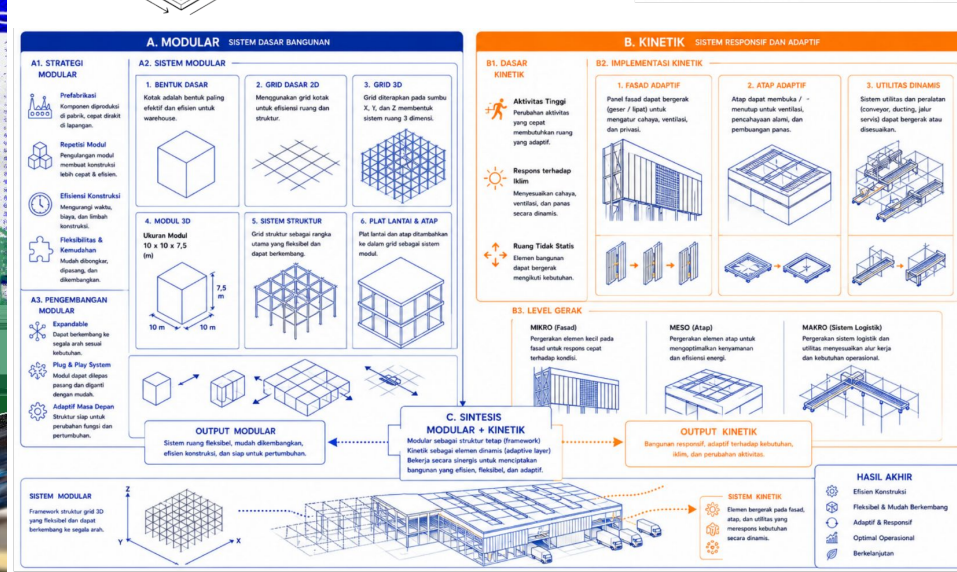 A. MODULAR SISTEM DASAR BANGUNAN
A1. STRATEGI
MODULAR
Prefabrikasi
Komponen diproduksi
di pabrik, cepat dirakit
di lapangan.
Repetisi Modul
Pengulangan modul
membuat konstruksi
lebih cepat & efisien.
Efisiensi Konstruksi
Mengurangi waktu,
biaya, dan limbah
konstruksi.
Fleksibilitas &
Kemudahan
Mudah dibongkar,
dipasang, dan
dikembangkan.
A3. PENGEMBANGAN
MODULAR
Expandable
Dapat berkembang ke
segala arah sesuai
kebutuhan.
Plug & Play System
Modul dapat dilepas
pasang dan diganti
dengan mudah.
Adaptif Masa Depan
Struktur siap untuk
perubahan fungsi dan
pertumbuhan.
A2. SISTEM MODULAR
1. BENTUK DASAR
Kotak adalah bentuk paling
efektif dan efisien untuk
warehouse.
2. GRID DASAR 2D
Menggunakan grid kotak
untuk efisiensi ruang dan
struktur.
3. GRID 3D
Grid diterapkan pada sumbu
X, Y, dan Z membentuk
sistem ruang 3 dimensi.
4. MODUL 3D
Ukuran Modul
10 x 10 x 7,5
(m)
7,5
m
10 m
10 m
5. SISTEM STRUKTUR
Grid struktur sebagai rangka
utama yang fleksibel dan
dapat berkembang.
6. PLAT LANTAI & ATAP
Plat lantai dan atap ditambahkan
ke dalam grid sebagai sistem
modul.
OUTPUT MODULAR
Sistem ruang fleksibel, mudah dikembangkan,
efisien konstruksi, dan siap untuk pertumbuhan.
B. KINETIK SISTEM RESPONSIF DAN ADAPTIF
B1. DASAR
KINETIK
Aktivitas Tinggi
Perubahan aktivitas
yang cepat
membutuhkan ruang
yang adaptif.
Respons terhadap
Iklim
Menyesuaikan cahaya,
ventilasi, dan panas
secara dinamis.
Ruang Tidak Statis
Elemen bangunan
dapat bergerak
mengikuti kebutuhan.
B2. IMPLEMENTASI KINETIK
1. FASAD ADAPTIF
Panel fasad dapat bergerak
(geser / lipat) untuk
mengatur cahaya, ventilasi,
dan privasi.
2. ATAP ADAPTIF
Atap dapat membuka / -
menutup untuk ventilasi,
pencahayaan alami, dan
pembuangan panas.
3. UTILITAS DINAMIS
Sistem utilitas dan peralatan
(conveyor, ducting, jalur
servis) dapat bergerak atau
disesuaikan.
B3. LEVEL GERAK
MIKRO (Fasad)
Pergerakan elemen kecil pada
fasad untuk respons cepat
terhadap kondisi.
MESO (Atap)
Pergerakan elemen atap untuk
mengoptimalkan kenyamanan
dan efisiensi energi.
MAKRO (Sistem Logistik)
Pergerakan sistem logistik dan
utilitas menyesuaikan alur kerja
dan kebutuhan operasional.
C. SINTESIS
MODULAR + KINETIK
Modular sebagai struktur tetap (framework)
Kinetik sebagai elemen dinamis (adaptive layer)
Bekerja secara sinergis untuk menciptakan
bangunan yang efisien, fleksibel, dan adaptif.
OUTPUT KINETIK
Bangunan responsif, adaptif terhadap kebutuhan,
iklim, dan perubahan aktivitas.
SISTEM MODULAR
Framework struktur grid 3D
yang fleksibel dan dapat
berkembang ke segala arah.
Z
Y
X
SISTEM KINETIK
Elemen bergerak pada fasad,
atap, dan utilitas yang
merespons kebutuhan
secara dinamis.
HASIL AKHIR
Efisien Konstruksi
Fleksibel & Mudah Berkembang
Adaptif & Responsif
Optimal Operasional
Berkelanjutan